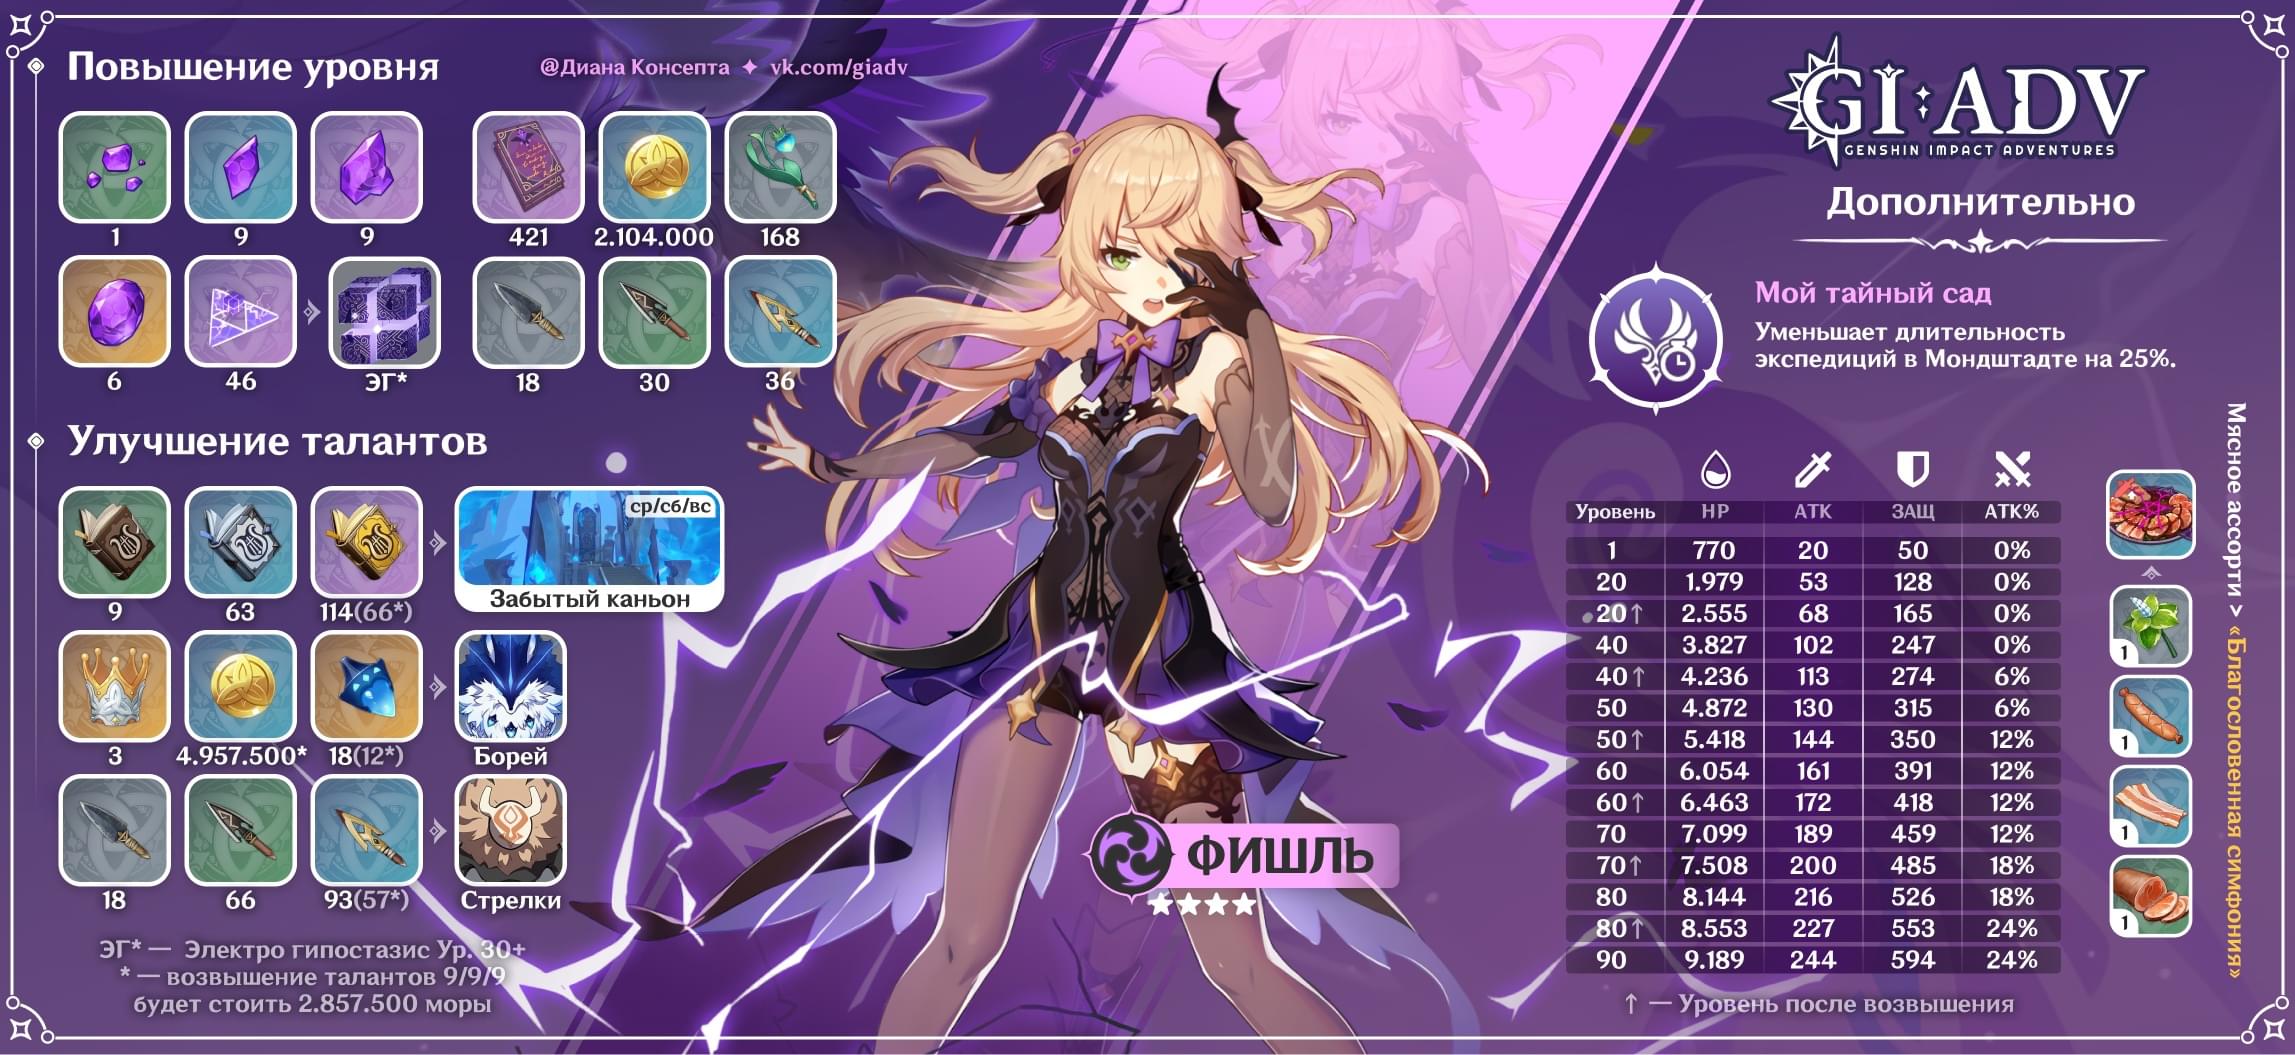 Повышение уровня
@Диана Консепта ✦ vk.com/giadv
1 9 9 421 2.104.000 168
6 46 ЭГ* 18 30 36
Улучшение талантов
ср/сб/вс
Забытый каньон
9 63 114(66*)
3 4.957.500* 18(12*) Борей
18 66 93(57*) Стрелки
ЭГ* — Электро гипостазис Ур. 30+
* — возвышение талантов 9/9/9
будет стоить 2.857.500 моры
ФИШЛЬ
GI ADV
GENSHIN IMPACT ADVENTURES
Дополнительно
Мой тайный сад
Уменьшает длительность
экспедиций в Мондштадте на 25%.
Уровень HP АТК ЗАЩ АТК%
1 770 20 50 0%
20 1.979 53 128 0%
20↑ 2.555 68 165 0%
40 3.827 102 247 0%
40↑ 4.236 113 274 6%
50 4.872 130 315 6%
50↑ 5.418 144 350 12%
60 6.054 161 391 12%
60↑ 6.463 172 418 12%
70 7.099 189 459 12%
70↑ 7.508 200 485 18%
80 8.144 216 526 18%
80↑ 8.553 227 553 24%
90 9.189 244 594 24%
↑ — Уровень после возвышения
1
1
1
1
Мясное ассорти > «Благословенная симфония»